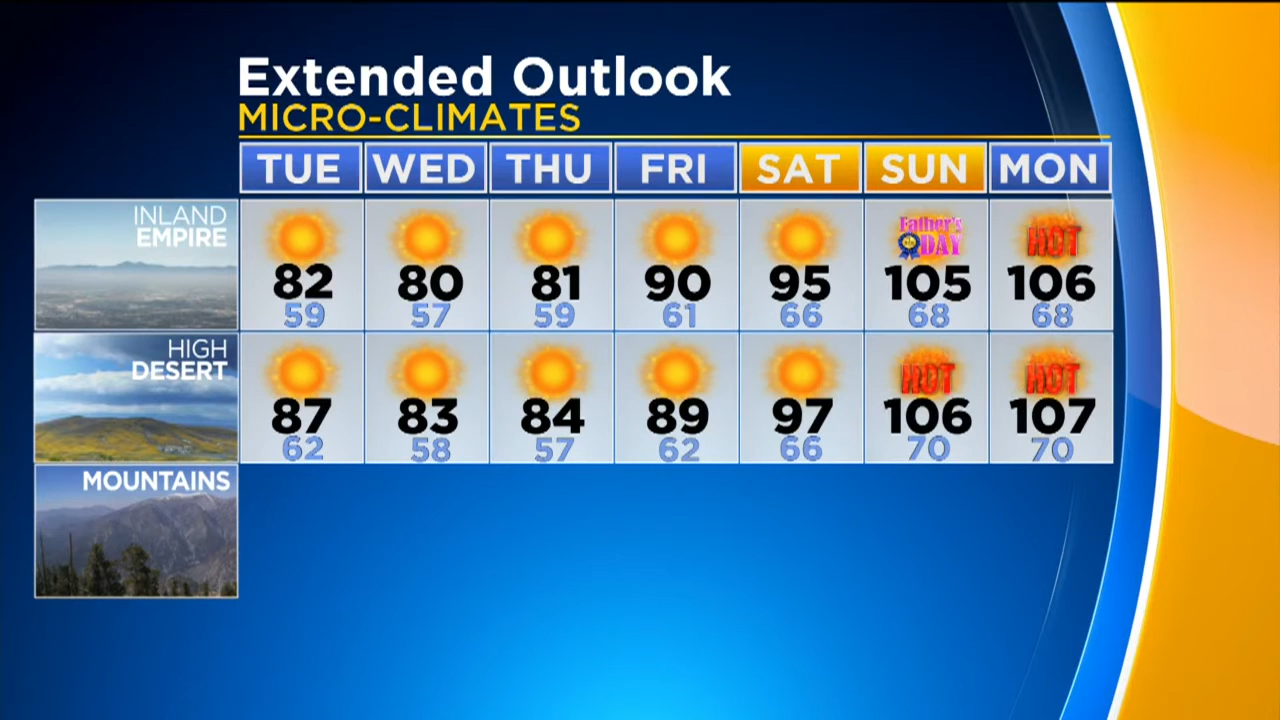 Extended Outlook
MICRO-CLIMATES
TUE WED THU FRI SAT SUN MON
INLAND
EMPIRE
Father's
DAY
HOT
82 80 81 90 95 105 106
59 57 59 61 66 68 68
HIGH
DESERT
HOT HOT
87 83 84 89 97 106 107
62 58 57 62 66 70 70
MOUNTAINS